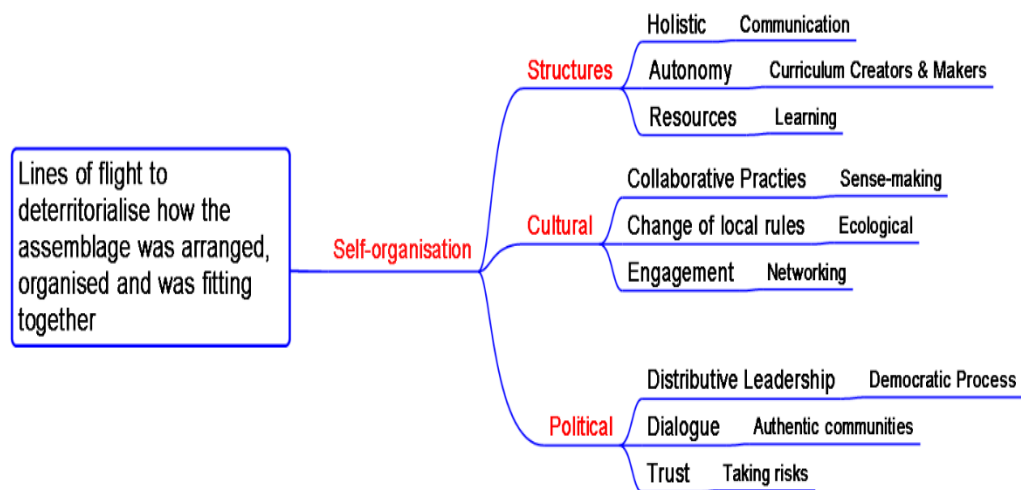 Lines of flight to
deterritorialise how the
assemblage was arranged,
organised and was fitting
together
Self-organisation
Structures
Holistic Communication
Autonomy Curriculum Creators & Makers
Resources Learning
Cultural
Collaborative Practies Sense-making
Change of local rules Ecological
Engagement Networking
Political
Distributive Leadership Democratic Process
Dialogue Authentic communities
Trust Taking risks